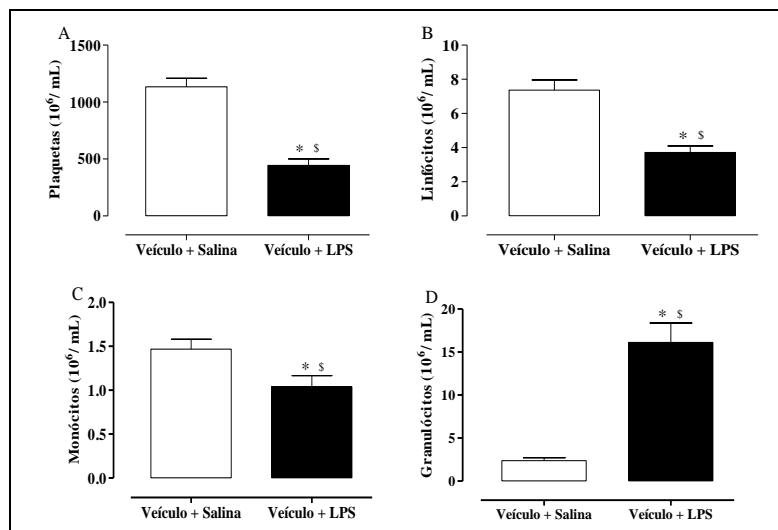 A
Plaquetas (10⁶/ mL)
1500
1000
500
0
* $
Veículo + Salina
Veículo + LPS
B
Linfócitos (10⁶/ mL)
10
8
6
4
2
0
* $
Veículo + Salina
Veículo + LPS
C
Monócitos (10⁶/ mL)
2.0
1.5
1.0
0.5
0.0
* $
Veículo + Salina
Veículo + LPS
D
Granulócitos (10⁶/ mL)
20
15
10
5
0
* $
Veículo + Salina
Veículo + LPS